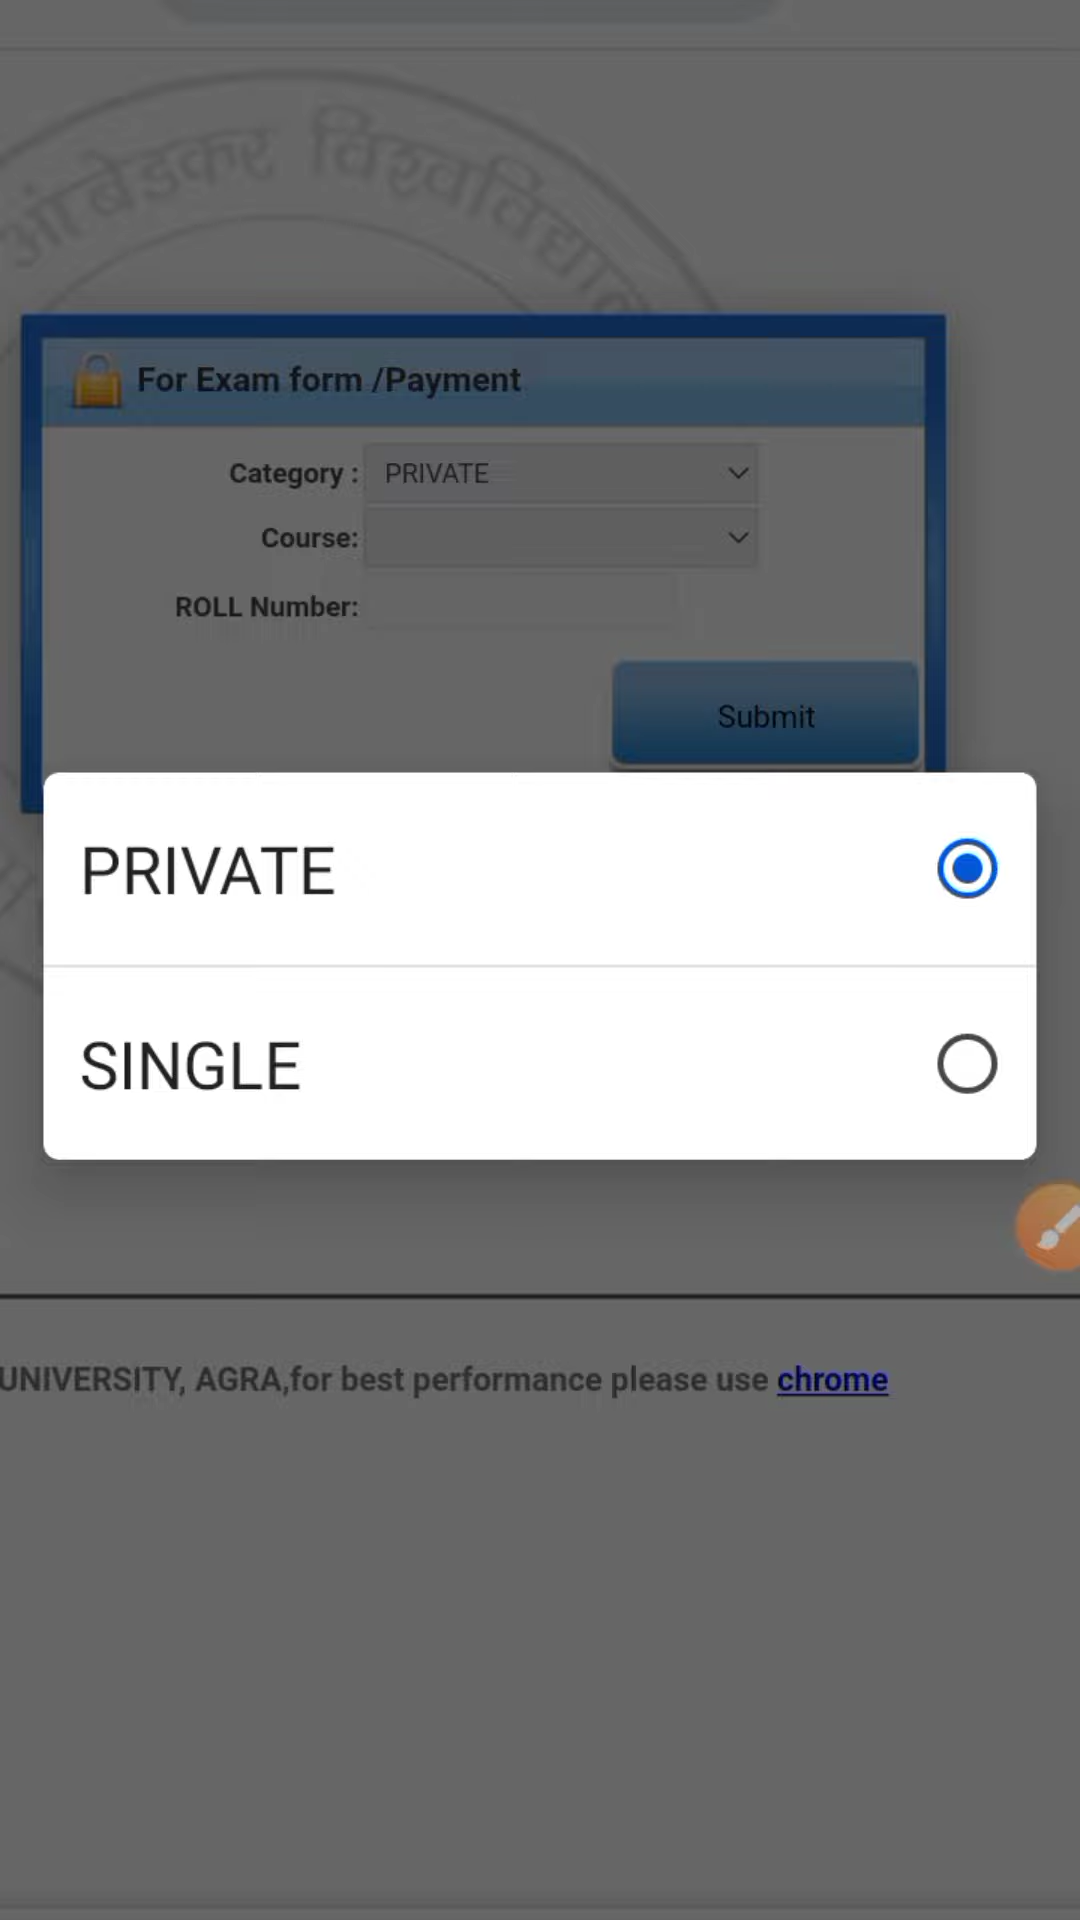 आंबेडकर विश्वविद्याल
For Exam form /Payment
Category : PRIVATE
Course:
ROLL Number:
Submit
PRIVATE
SINGLE
UNIVERSITY, AGRA,for best performance please use chrome